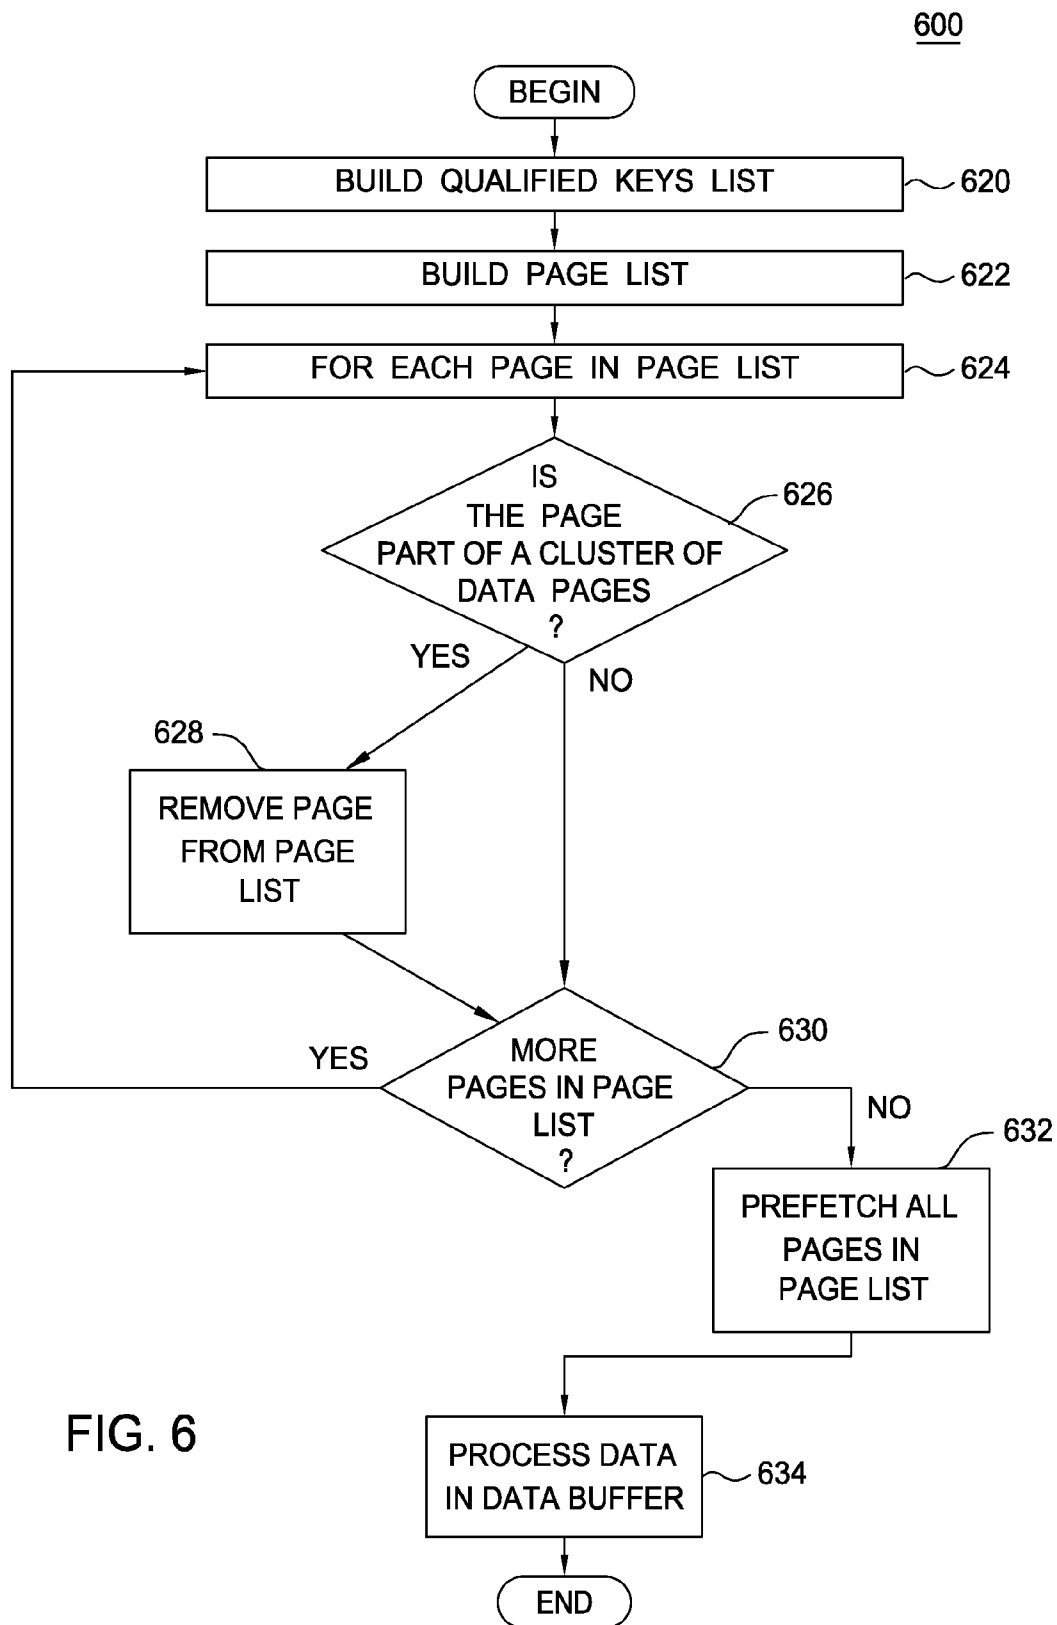 600
BEGIN
BUILD QUALIFIED KEYS LIST
620
BUILD PAGE LIST
622
FOR EACH PAGE IN PAGE LIST
624
IS
THE PAGE
PART OF A CLUSTER OF
DATA PAGES
?
626
YES
NO
628
REMOVE PAGE
FROM PAGE
LIST
YES
MORE
PAGES IN PAGE
LIST
?
630
NO
632
PREFETCH ALL
PAGES IN
PAGE LIST
FIG. 6
PROCESS DATA
IN DATA BUFFER
634
END